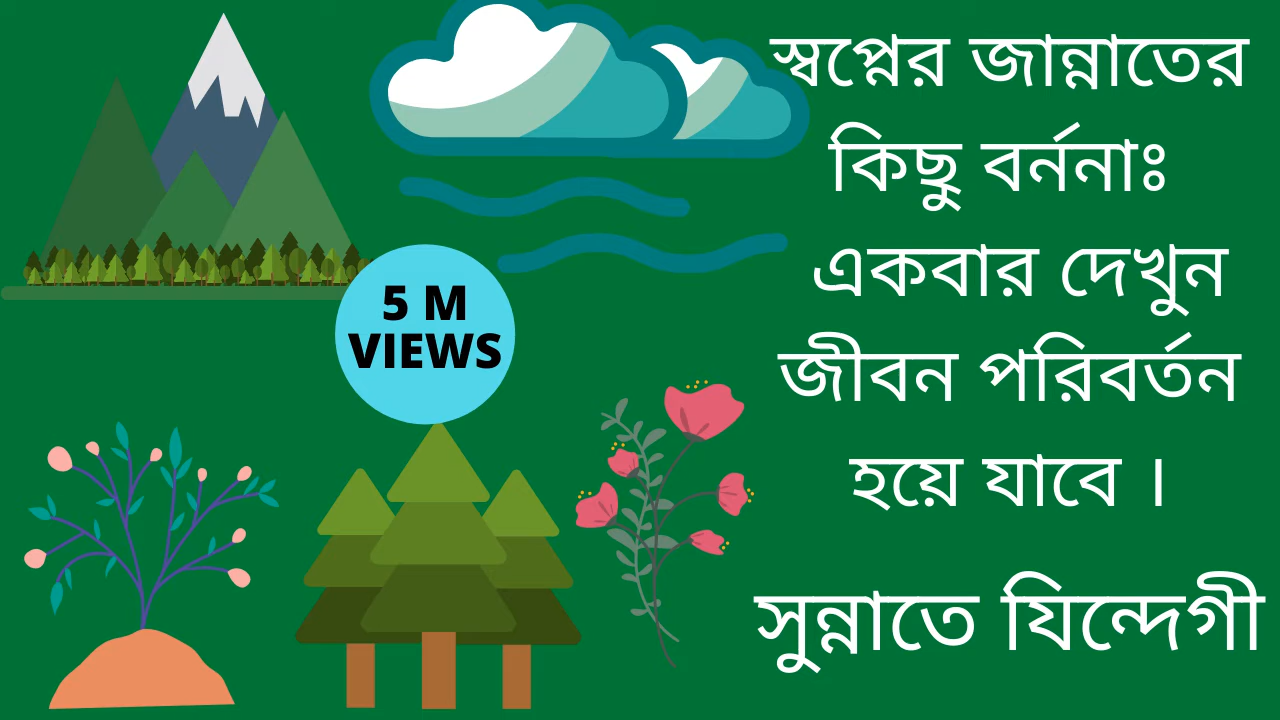 স্বপ্নের জান্নাতের
কিছু বর্ননাঃ
একবার দেখুন
জীবন পরিবর্তন
হয়ে যাবে ।
5 M
VIEWS
সুন্নাতে যিন্দেগী